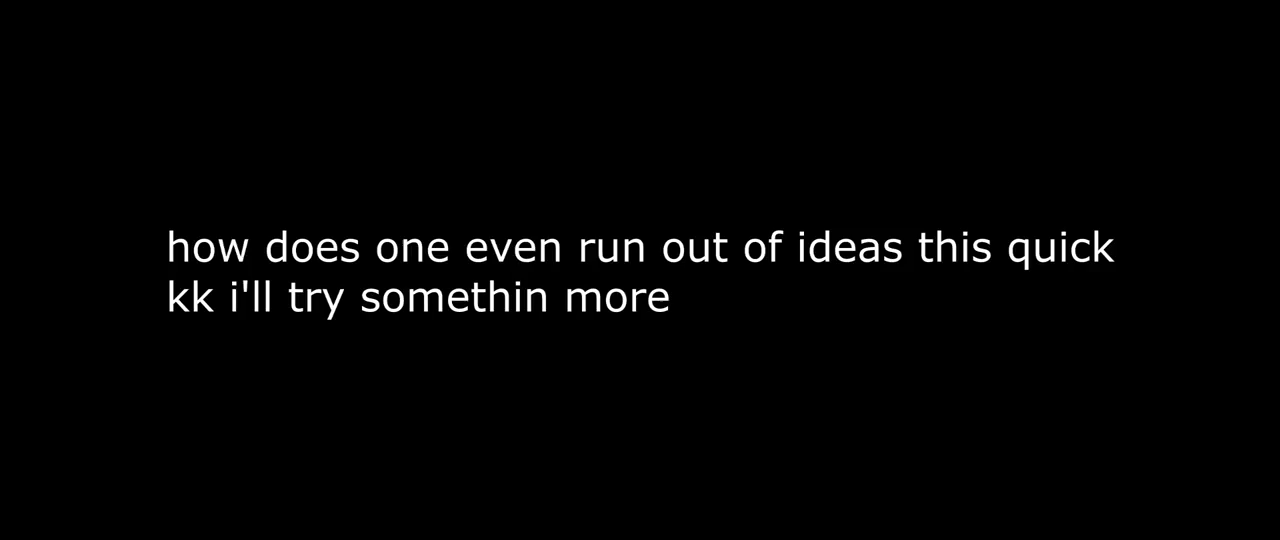 how does one even run out of ideas this quick
kk i'll try somethin more